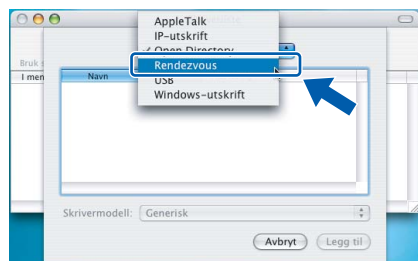 AppleTalk
IP-utskrift
✓ Open Directory
Rendezvous
USB
Windows-utskrift
Bruk
I men
Navn
Skrivermodell: Generisk
Avbryt
Legg til